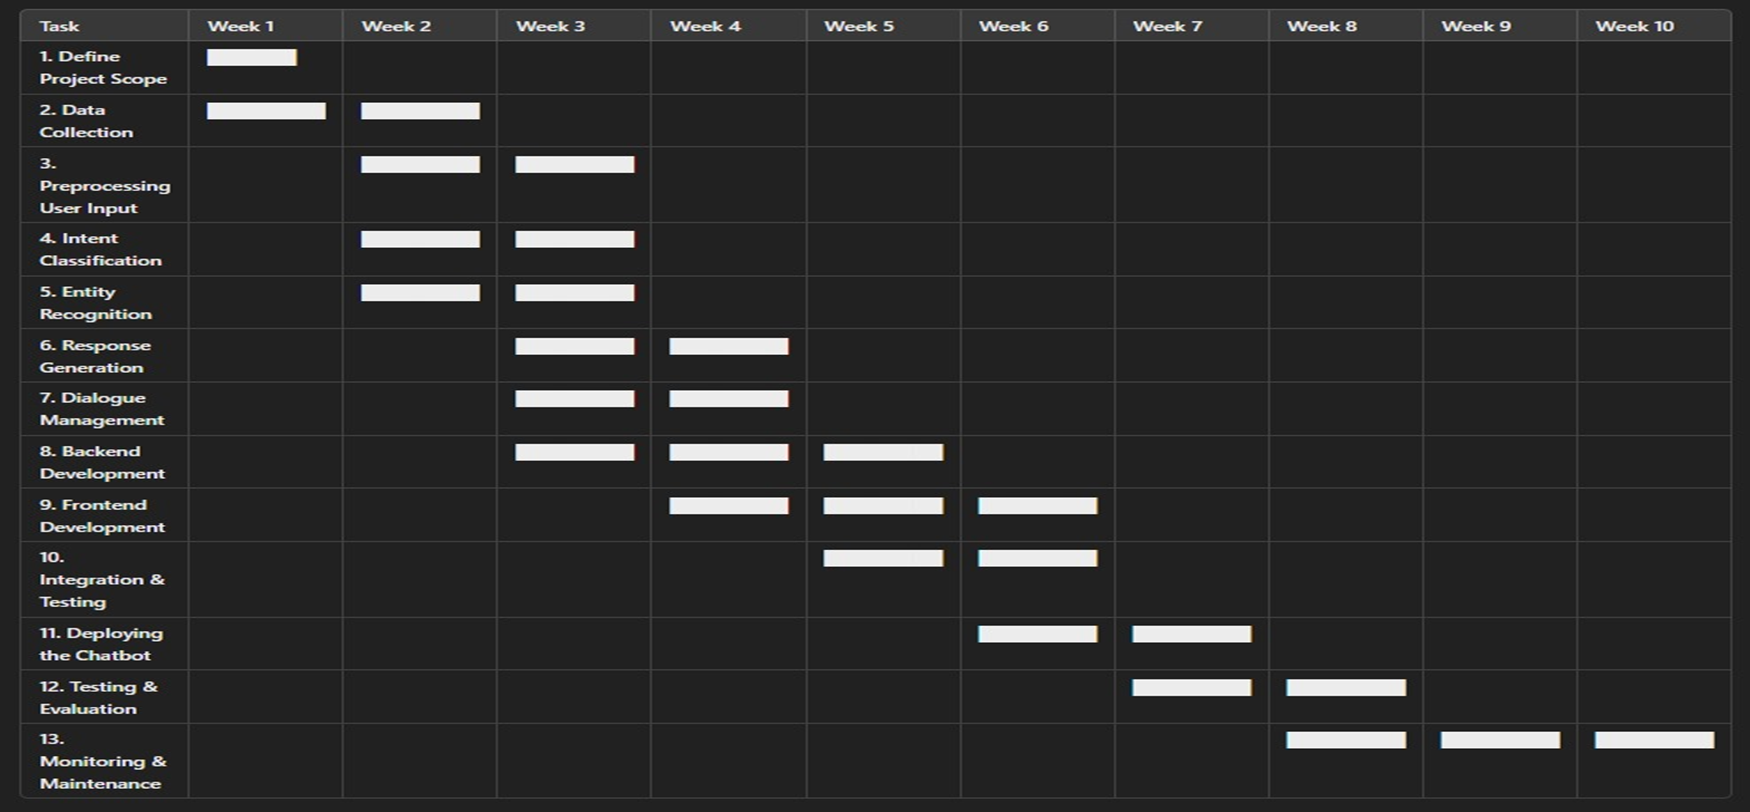 Task Week 1 Week 2 Week 3 Week 4 Week 5 Week 6 Week 7 Week 8 Week 9 Week 10
1. Define
Project Scope
2. Data
Collection
3.
Preprocessing
User Input
4. Intent
Classification
5. Entity
Recognition
6. Response
Generation
7. Dialogue
Management
8. Backend
Development
9. Frontend
Development
10.
Integration &
Testing
11. Deploying
the Chatbot
12. Testing &
Evaluation
13.
Monitoring &
Maintenance